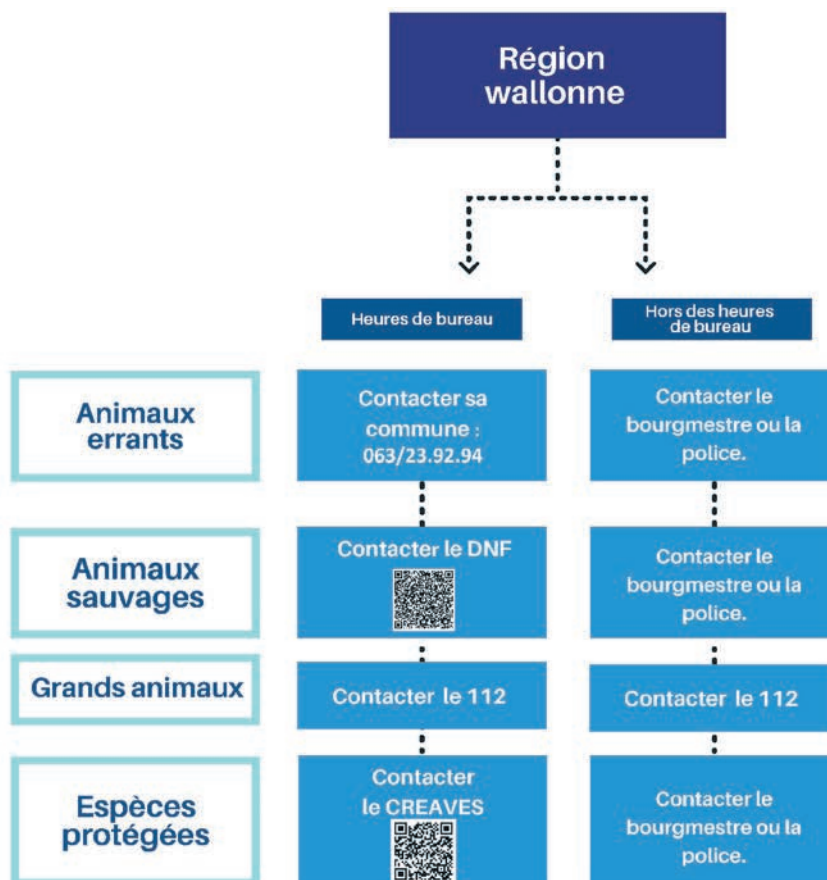 Région
wallonne
Heures de bureau
Hors des heures
de bureau
Animaux
errants
Contacter sa
commune :
063/23.92.94
Contacter le
bourgmestre ou la
police.
Animaux
sauvages
Contacter le DNF
Contacter le
bourgmestre ou la
police.
Grands animaux
Contacter le 112
Contacter le 112
Espèces
protégées
Contacter
le CREAVES
Contacter le
bourgmestre ou la
police.